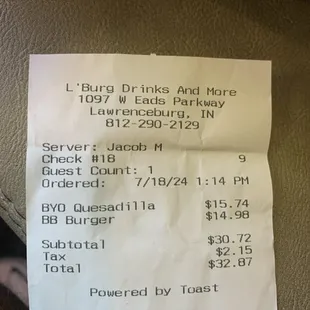 L'Burg Drinks And More
1097 W Eads Parkway
Lawrenceburg, IN
812-290-2129
Server: Jacob M
Check #18 9
Guest Count: 1
Ordered: 7/18/24 1:14 PM
BYO Quesadilla $15.74
BB Burger $14.98
Subtotal $30.72
Tax $2.15
Total $32.87
Powered by Toast